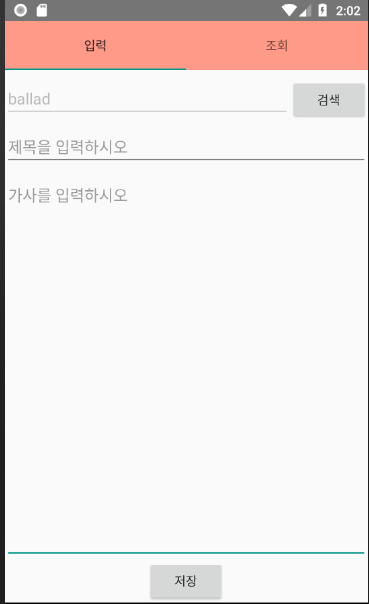 2:02
입력 조회
ballad 검색
제목을 입력하시오
가사를 입력하시오
저장